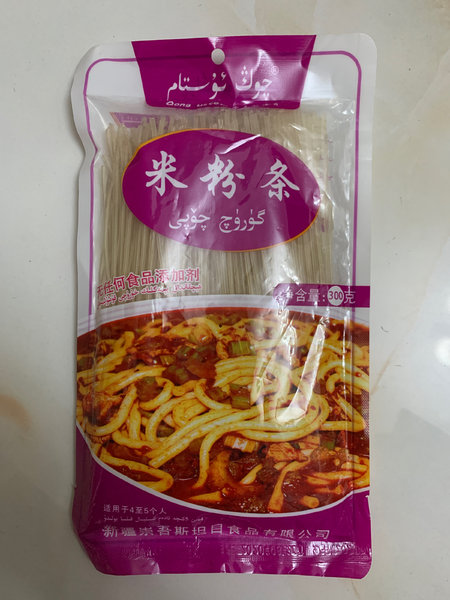 چوڭ ئۇستام®
米粉条
گۈرۈچ چۆپى
任何食品添加剂
净含量:300克
适用于4至5个人
新疆崇吾斯坦目食品有限公司